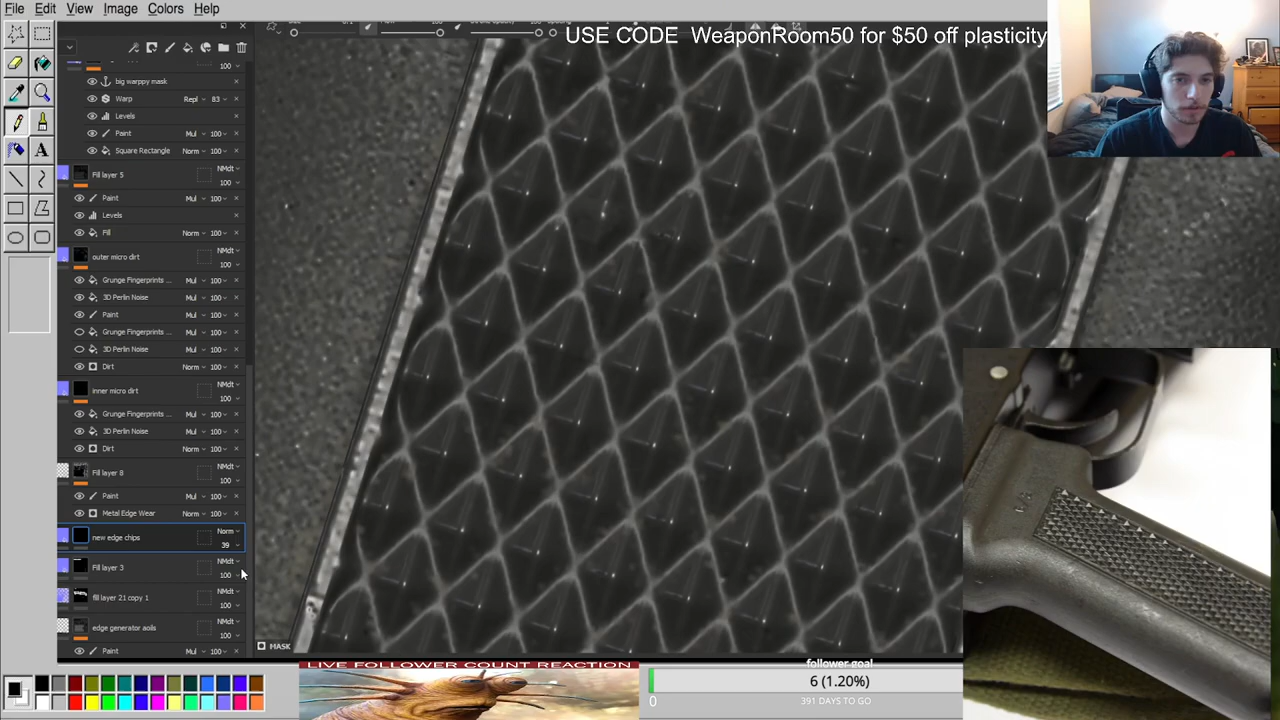 File Edit View Image Colors Help
USE CODE WeaponRoom50 for $50 off plasticity
100
big warppy mask
Warp Repl 83
Levels
Paint Mul 100
Square Rectangle Norm 100
Fill layer 5 NMdt 100
Paint Mul 100
Levels
Fill Norm 100
outer micro dirt NMdt 100
Grunge Fingerprints ... Mul 100
3D Perlin Noise Mul 100
Paint Mul 100
Grunge Fingerprints ... Mul 100
3D Perlin Noise Mul 100
Dirt Norm 100
inner micro dirt NMdt 100
Grunge Fingerprints ... Mul 100
3D Perlin Noise Mul 100
Dirt Norm 100
Fill layer 8 NMdt 100
Paint Mul 100
Metal Edge Wear Norm 100
new edge chips Norm 39
Fill layer 3 NMdt 100
fill layer 21 copy 1 NMdt 100
edge generator aoils NMdt 100
Paint Mul 100
MASK
LIVE FOLLOWER COUNT REACTION
follower goal
6 (1.20%)
0
391 DAYS TO GO